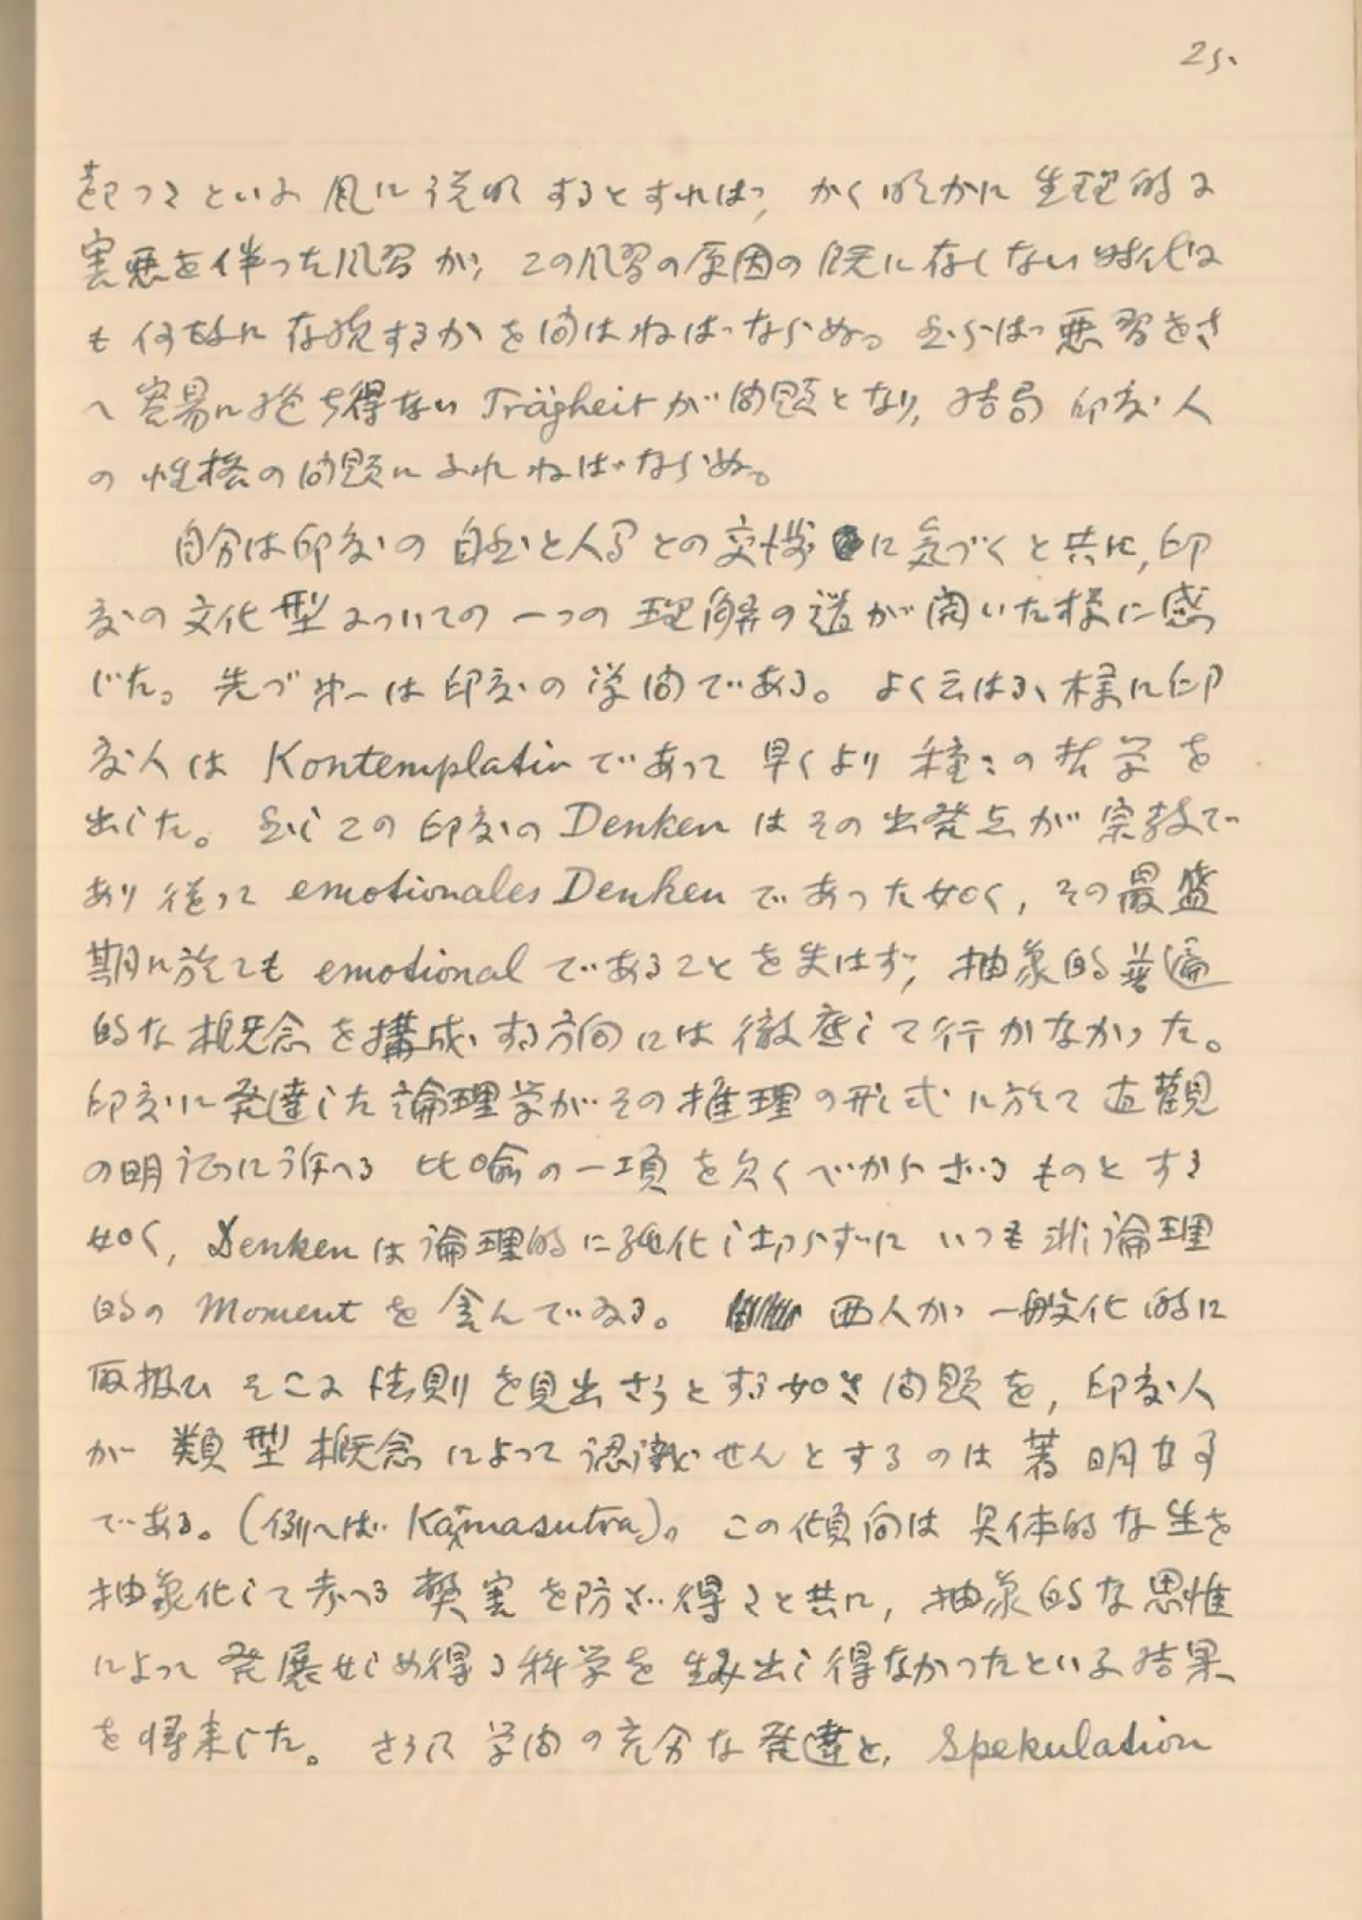 25.
起つたといふ風に説明するとすれば、かく明かに生理的な
害悪を伴った風習が、この風習の原因の既に存しない時代に
も何故に存続するかを問はねばならぬ。然らば悪習をさ
へ容易に絶ち得ない Trägheit が問題となり、結局印度人
の性格の問題にふれねばならぬ。
自分は印度の自然と人間との交渉に気づくと共に,印
度の文化型についての一つの理解の道が開いた様に感
じた。先づ第一は印度の学問である。よく云はるゝ様に印
度人は Kontemplativ であって早くより種々の哲学を
出した。然しこの印度の Denken はその出発点が宗教で
あり従って emotionales Denken であった如く,その最盛
期に於ても emotional であることを失はず,抽象的普遍
的な概念を構成する方向には徹底して行かなかった。
印度に発達した論理学がその推理の形式に於て直観
の明証に訴へる比喩の一項を欠くべからざるものとする
如く,Denken は論理的に純化し切らずに いつも非論理
的の Moment を含んでゐる。西人が一般化的に
取扱ひそこに法則を見出さうとする如き問題を,印度人
が類型概念によって認識せんとするのは著明な事
である。(例へば Kāmasutra)。この傾向は具体的な生を
抽象化して考へる弊害を防ぎ得たと共に,抽象的な思惟
によって発展せしめ得る科学を生み出し得なかったといふ結果
を将来した。さうに学問の充分な発達と,Spekulation